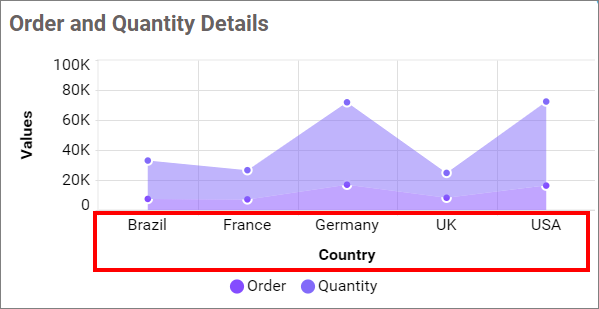 Order and Quantity Details
Values
100K
80K
60K
40K
20K
0
Brazil France Germany UK USA
Country
Order Quantity